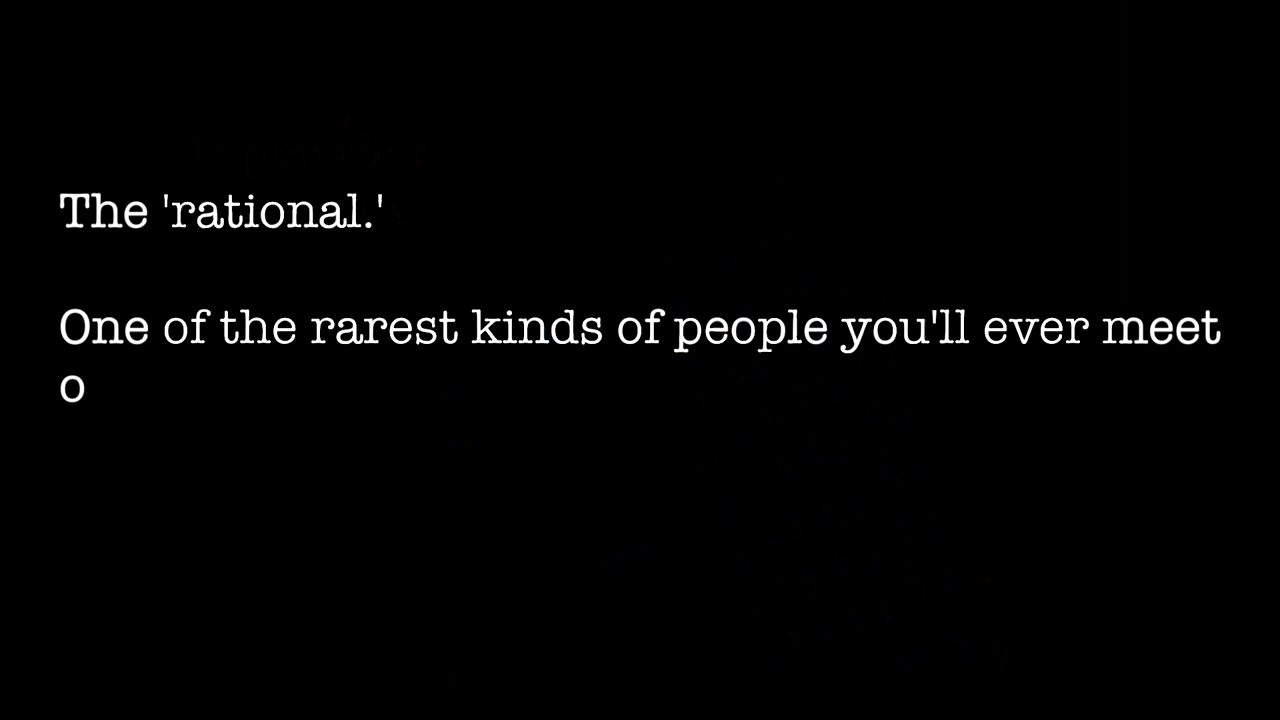 The 'rational.'
One of the rarest kinds of people you'll ever meet
o